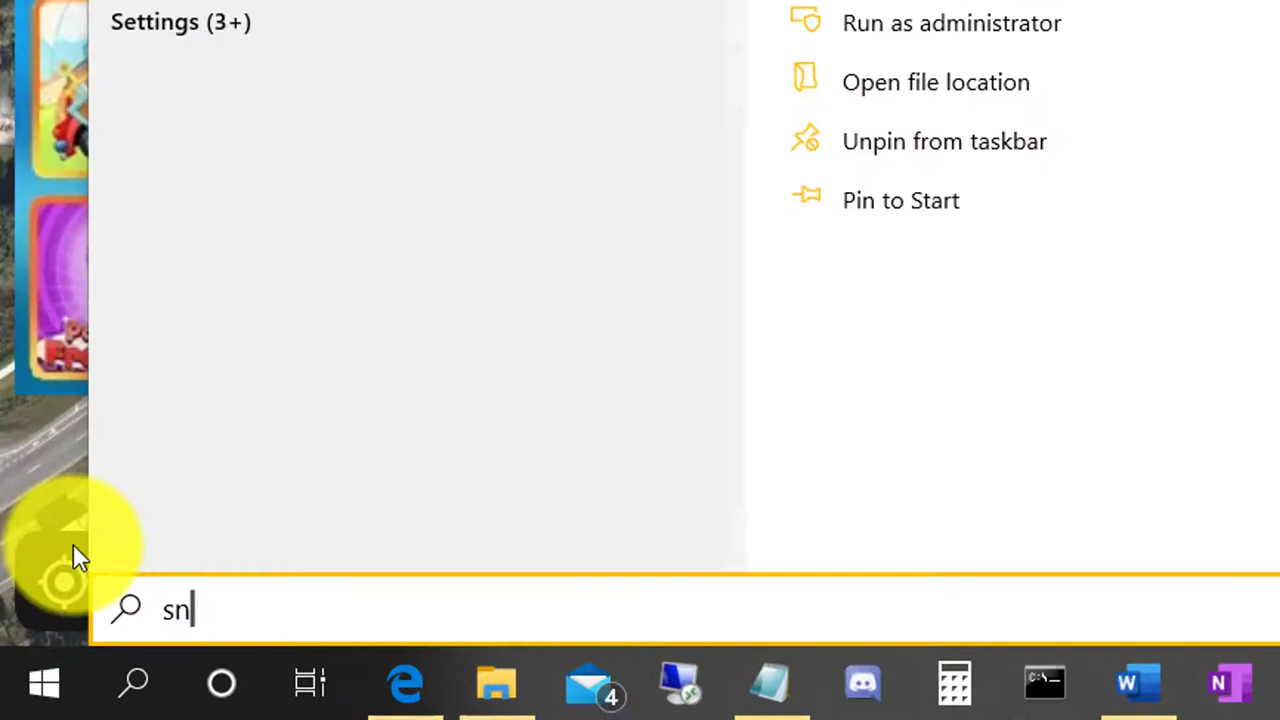 Settings (3+)
Run as administrator
Open file location
Unpin from taskbar
Pin to Start
sn
4
C:\_
W
N